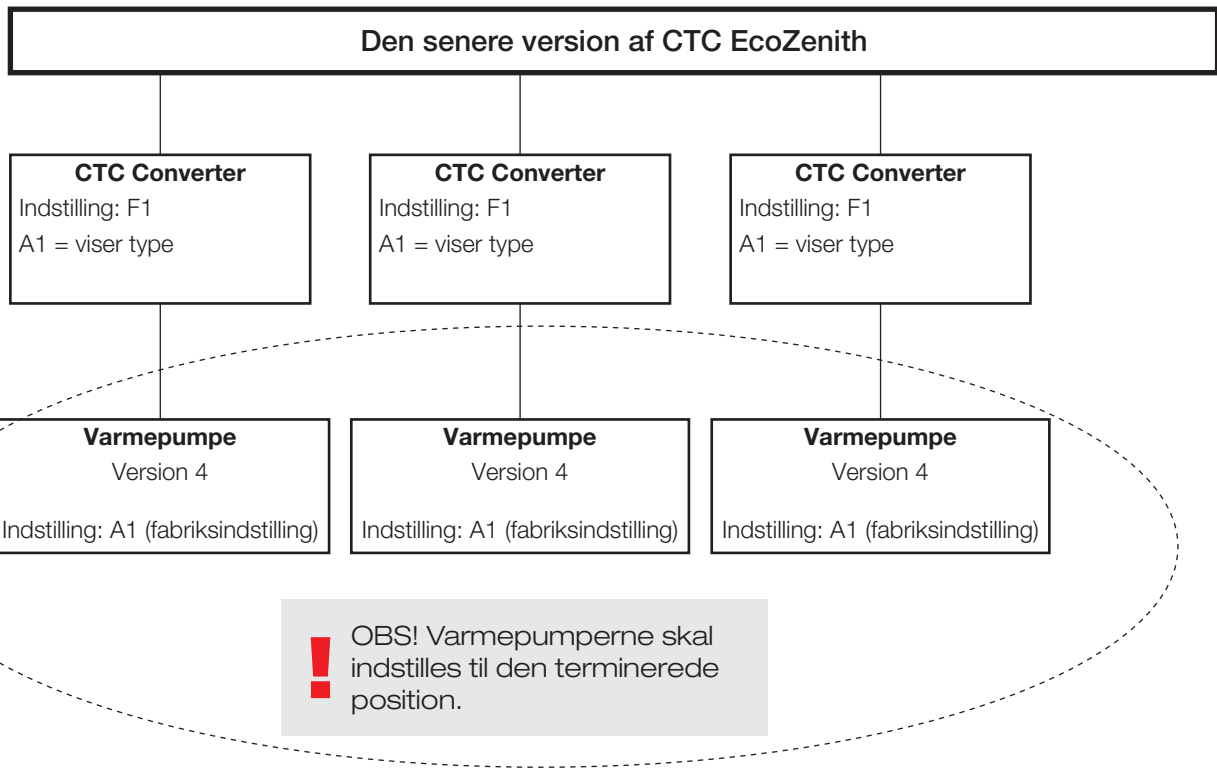 Den senere version af CTC EcoZenith
CTC Converter
Indstilling: F1
A1 = viser type
CTC Converter
Indstilling: F1
A1 = viser type
CTC Converter
Indstilling: F1
A1 = viser type
Varmepumpe
Version 4
Indstilling: A1 (fabriksindstilling)
Varmepumpe
Version 4
Indstilling: A1 (fabriksindstilling)
Varmepumpe
Version 4
Indstilling: A1 (fabriksindstilling)
! OBS! Varmepumperne skal
indstilles til den terminerede
position.